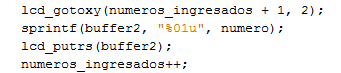 lcd_gotoxy(numeros_ingresados + 1, 2);
sprintf(buffer2, "%01u", numero);
lcd_putrs(buffer2);
numeros_ingresados++;